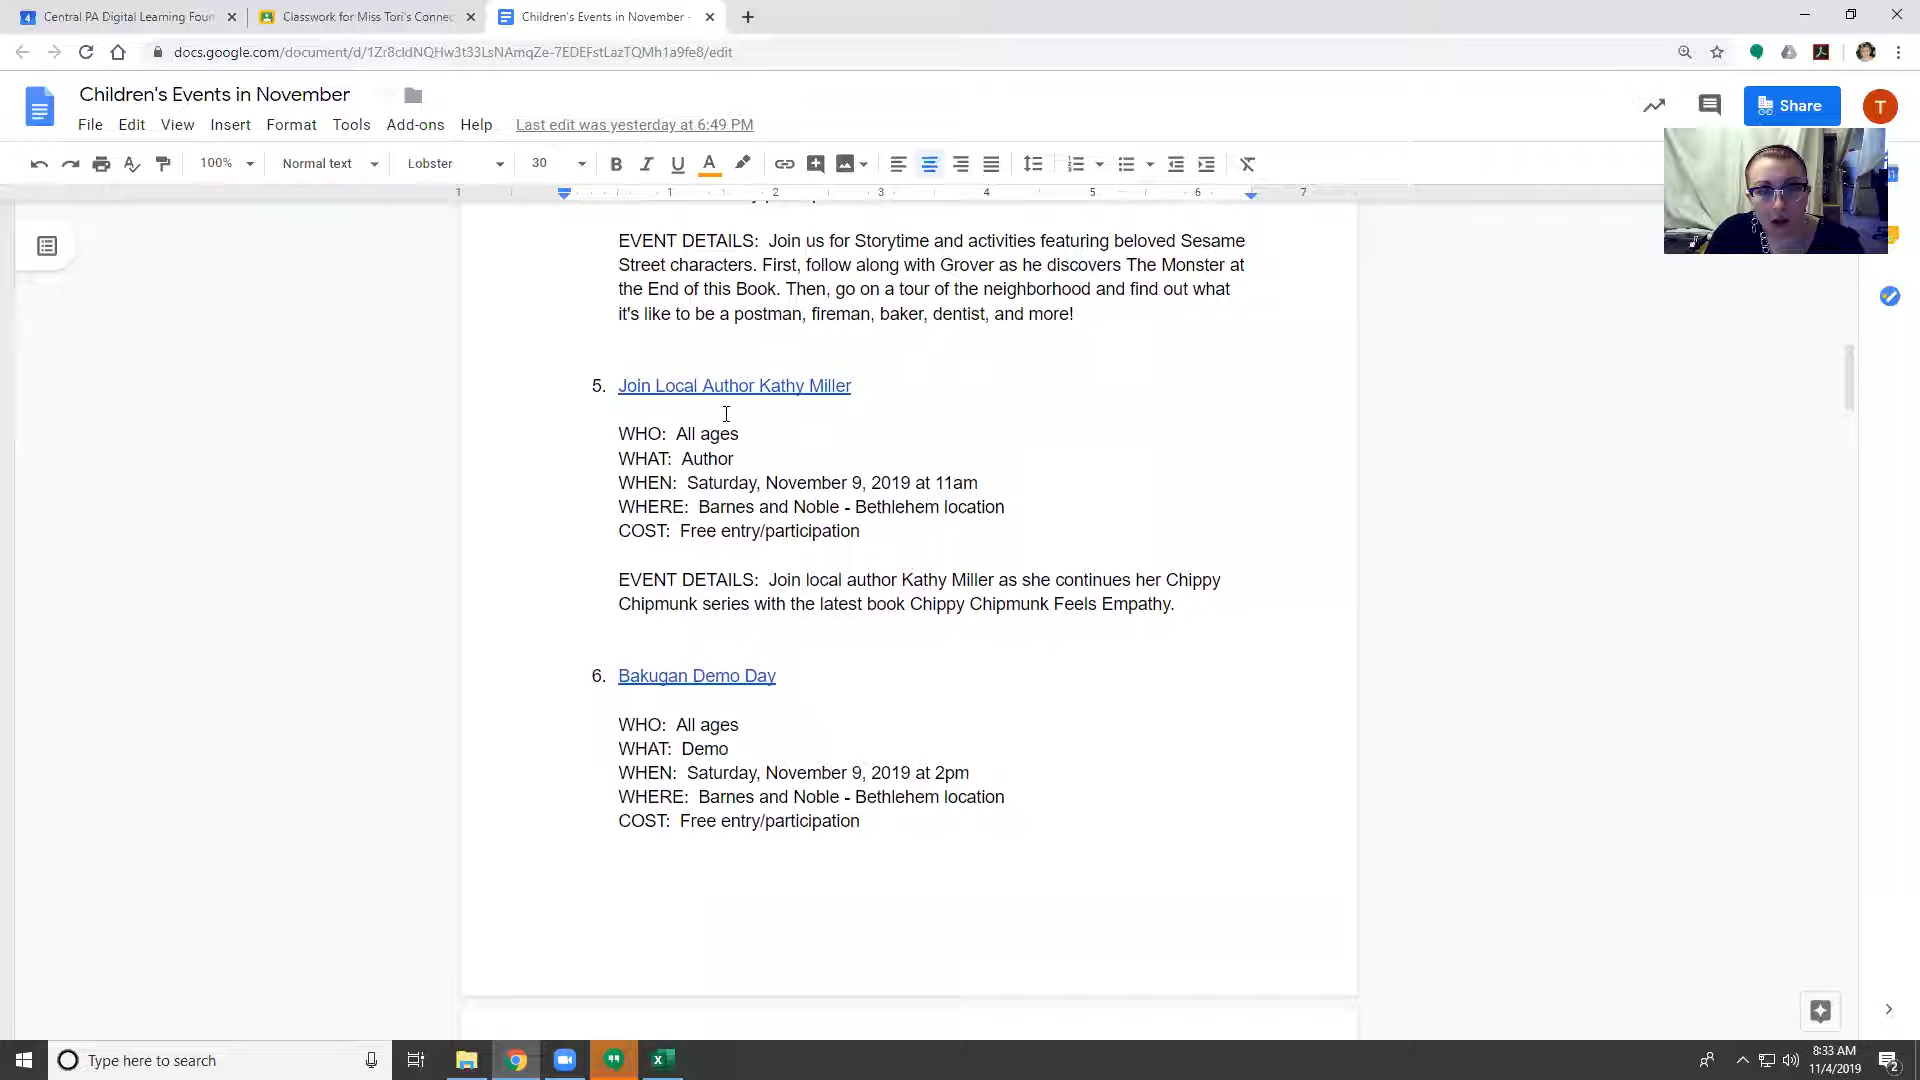 Central PA Digital Learning Foun
Classwork for Miss Tori's Connec
Children's Events in November -
docs.google.com/document/d/1Zr8cldNQHw3t33LsNAmqZe-7EDEFstLazTQMh1a9fe8/edit
Children's Events in November
Share
T
File Edit View Insert Format Tools Add-ons Help Last edit was yesterday at 6:49 PM
100% Normal text Lobster 30 B I U A
1 1 2 3 4 5 6 7
EVENT DETAILS: Join us for Storytime and activities featuring beloved Sesame
Street characters. First, follow along with Grover as he discovers The Monster at
the End of this Book. Then, go on a tour of the neighborhood and find out what
it's like to be a postman, fireman, baker, dentist, and more!
5. Join Local Author Kathy Miller
WHO: All ages
WHAT: Author
WHEN: Saturday, November 9, 2019 at 11am
WHERE: Barnes and Noble - Bethlehem location
COST: Free entry/participation
EVENT DETAILS: Join local author Kathy Miller as she continues her Chippy
Chipmunk series with the latest book Chippy Chipmunk Feels Empathy.
6. Bakugan Demo Day
WHO: All ages
WHAT: Demo
WHEN: Saturday, November 9, 2019 at 2pm
WHERE: Barnes and Noble - Bethlehem location
COST: Free entry/participation
Type here to search
8:33 AM
11/4/2019
2